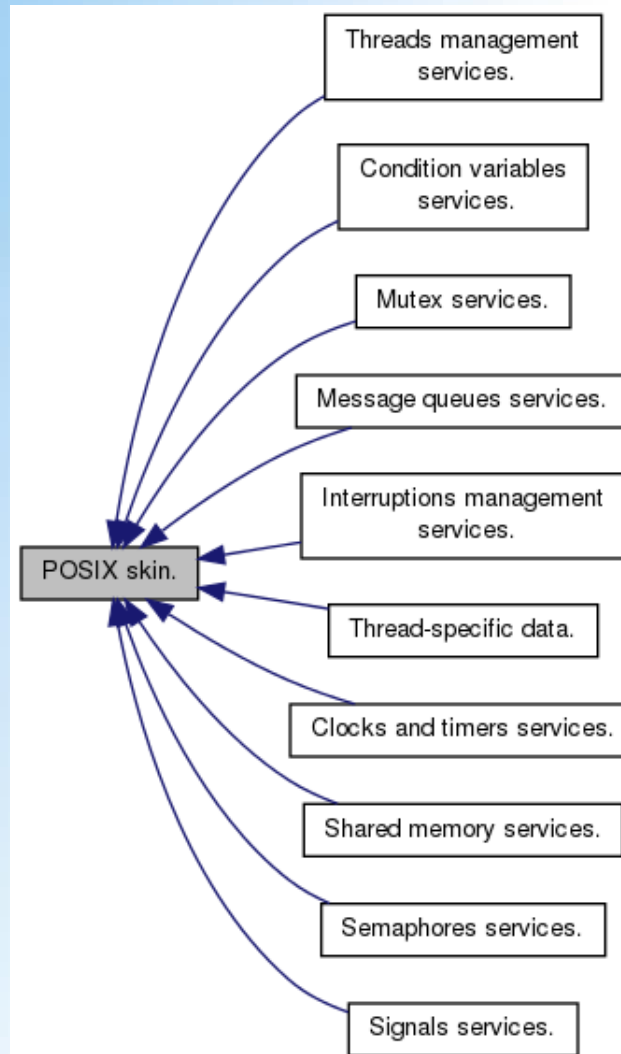 Threads management
services.
Condition variables
services.
Mutex services.
Message queues services.
Interruptions management
services.
POSIX skin.
Thread-specific data.
Clocks and timers services.
Shared memory services.
Semaphores services.
Signals services.